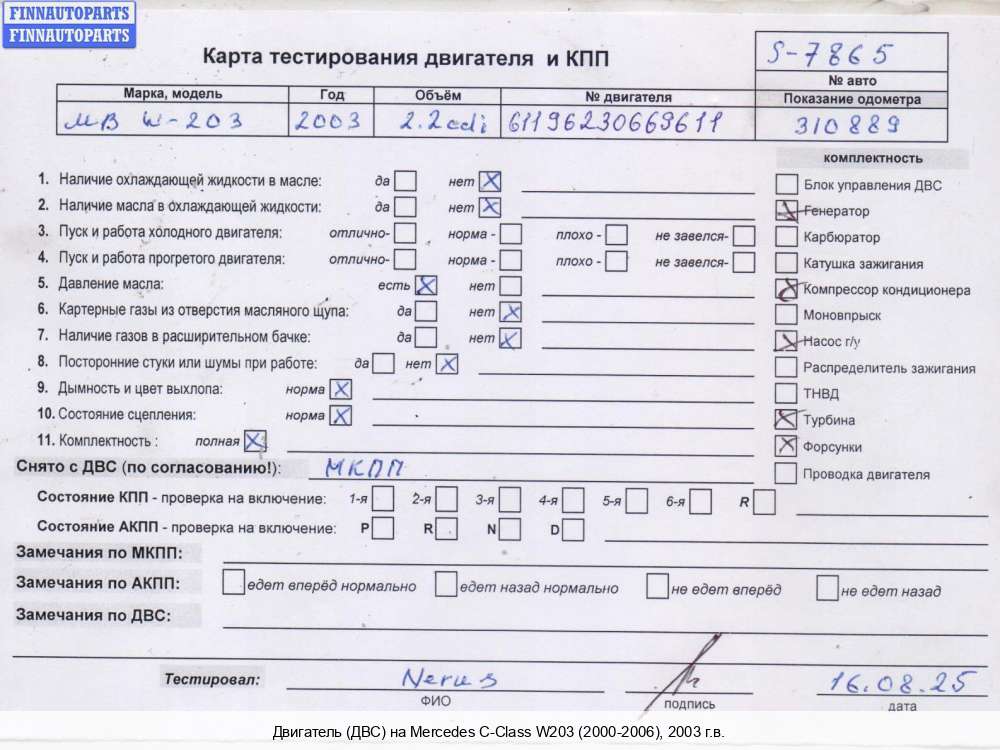 FINNAUTOPARTS
FINNAUTOPARTS
Карта тестирования двигателя и КПП
S-7865
№ авто
Марка, модель Год Объём № двигателя Показание одометра
МВ W-203 2003 2.2cdi 61196230669611 310889
комплектность
1. Наличие охлаждающей жидкости в масле: да нет X
2. Наличие масла в охлаждающей жидкости: да нет X
3. Пуск и работа холодного двигателя: отлично- норма - плохо - не завелся-
4. Пуск и работа прогретого двигателя: отлично- норма - плохо - не завелся-
5. Давление масла: есть X нет
6. Картерные газы из отверстия масляного щупа: да нет X
7. Наличие газов в расширительном бачке: да нет X
8. Посторонние стуки или шумы при работе: да нет X
9. Дымность и цвет выхлопа: норма X
10. Состояние сцепления: норма X
11. Комплектность : полная X
Блок управления ДВС
Генератор
Карбюратор
Катушка зажигания
Компрессор кондиционера
Моновпрыск
Насос г/у
Распределитель зажигания
ТНВД
Турбина
Форсунки
Проводка двигателя
Снято с ДВС (по согласованию!): МКПП
Состояние КПП - проверка на включение: 1-я 2-я 3-я 4-я 5-я 6-я R
Состояние АКПП - проверка на включение: P R N D
Замечания по МКПП:
Замечания по АКПП: едет вперёд нормально едет назад нормально не едет вперёд не едет назад
Замечания по ДВС:
Тестировал: 16.08.25
ФИО подпись дата
Двигатель (ДВС) на Mercedes C-Class W203 (2000-2006), 2003 г.в.